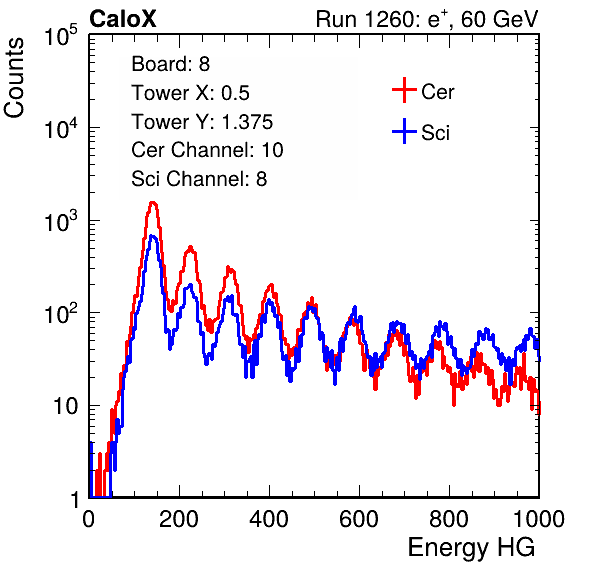 CaloX Run 1260: e⁺, 60 GeV
Counts
Board: 8
Tower X: 0.5
Tower Y: 1.375
Cer Channel: 10
Sci Channel: 8
Cer
Sci
10⁵
10⁴
10³
10²
10
1
0 200 400 600 800 1000
Energy HG